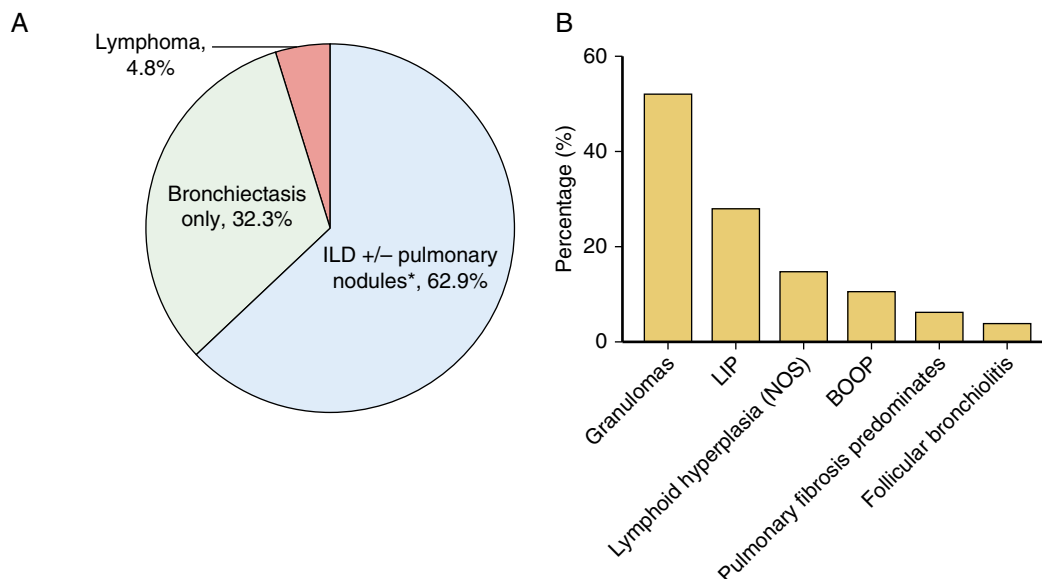 A
Lymphoma,
4.8%
Bronchiectasis
only, 32.3%
ILD +/– pulmonary
nodules*, 62.9%
B
Percentage (%)
60
40
20
0
Granulomas
LIP
Lymphoid hyperplasia (NOS)
BOOP
Pulmonary fibrosis predominates
Follicular bronchiolitis